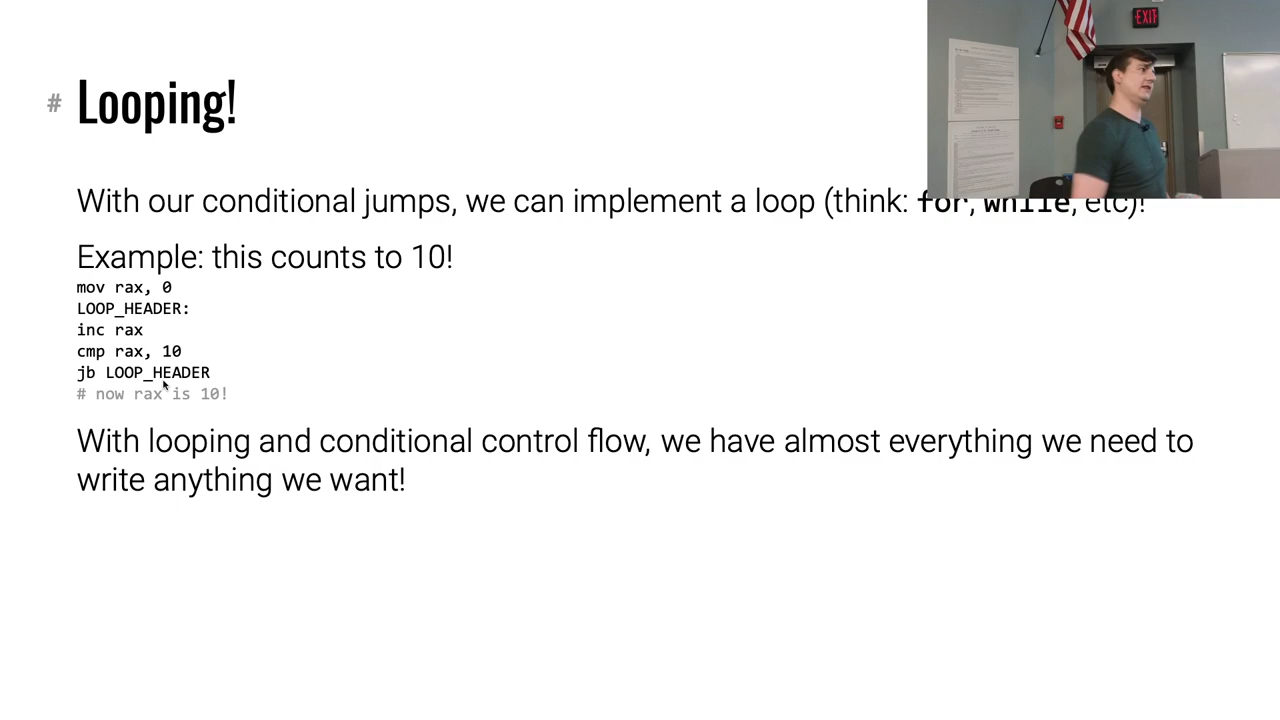 # Looping!
EXIT
With our conditional jumps, we can implement a loop (think: for, while, etc)!
Example: this counts to 10!
mov rax, 0
LOOP_HEADER:
inc rax
cmp rax, 10
jb LOOP_HEADER
# now rax is 10!
With looping and conditional control flow, we have almost everything we need to
write anything we want!